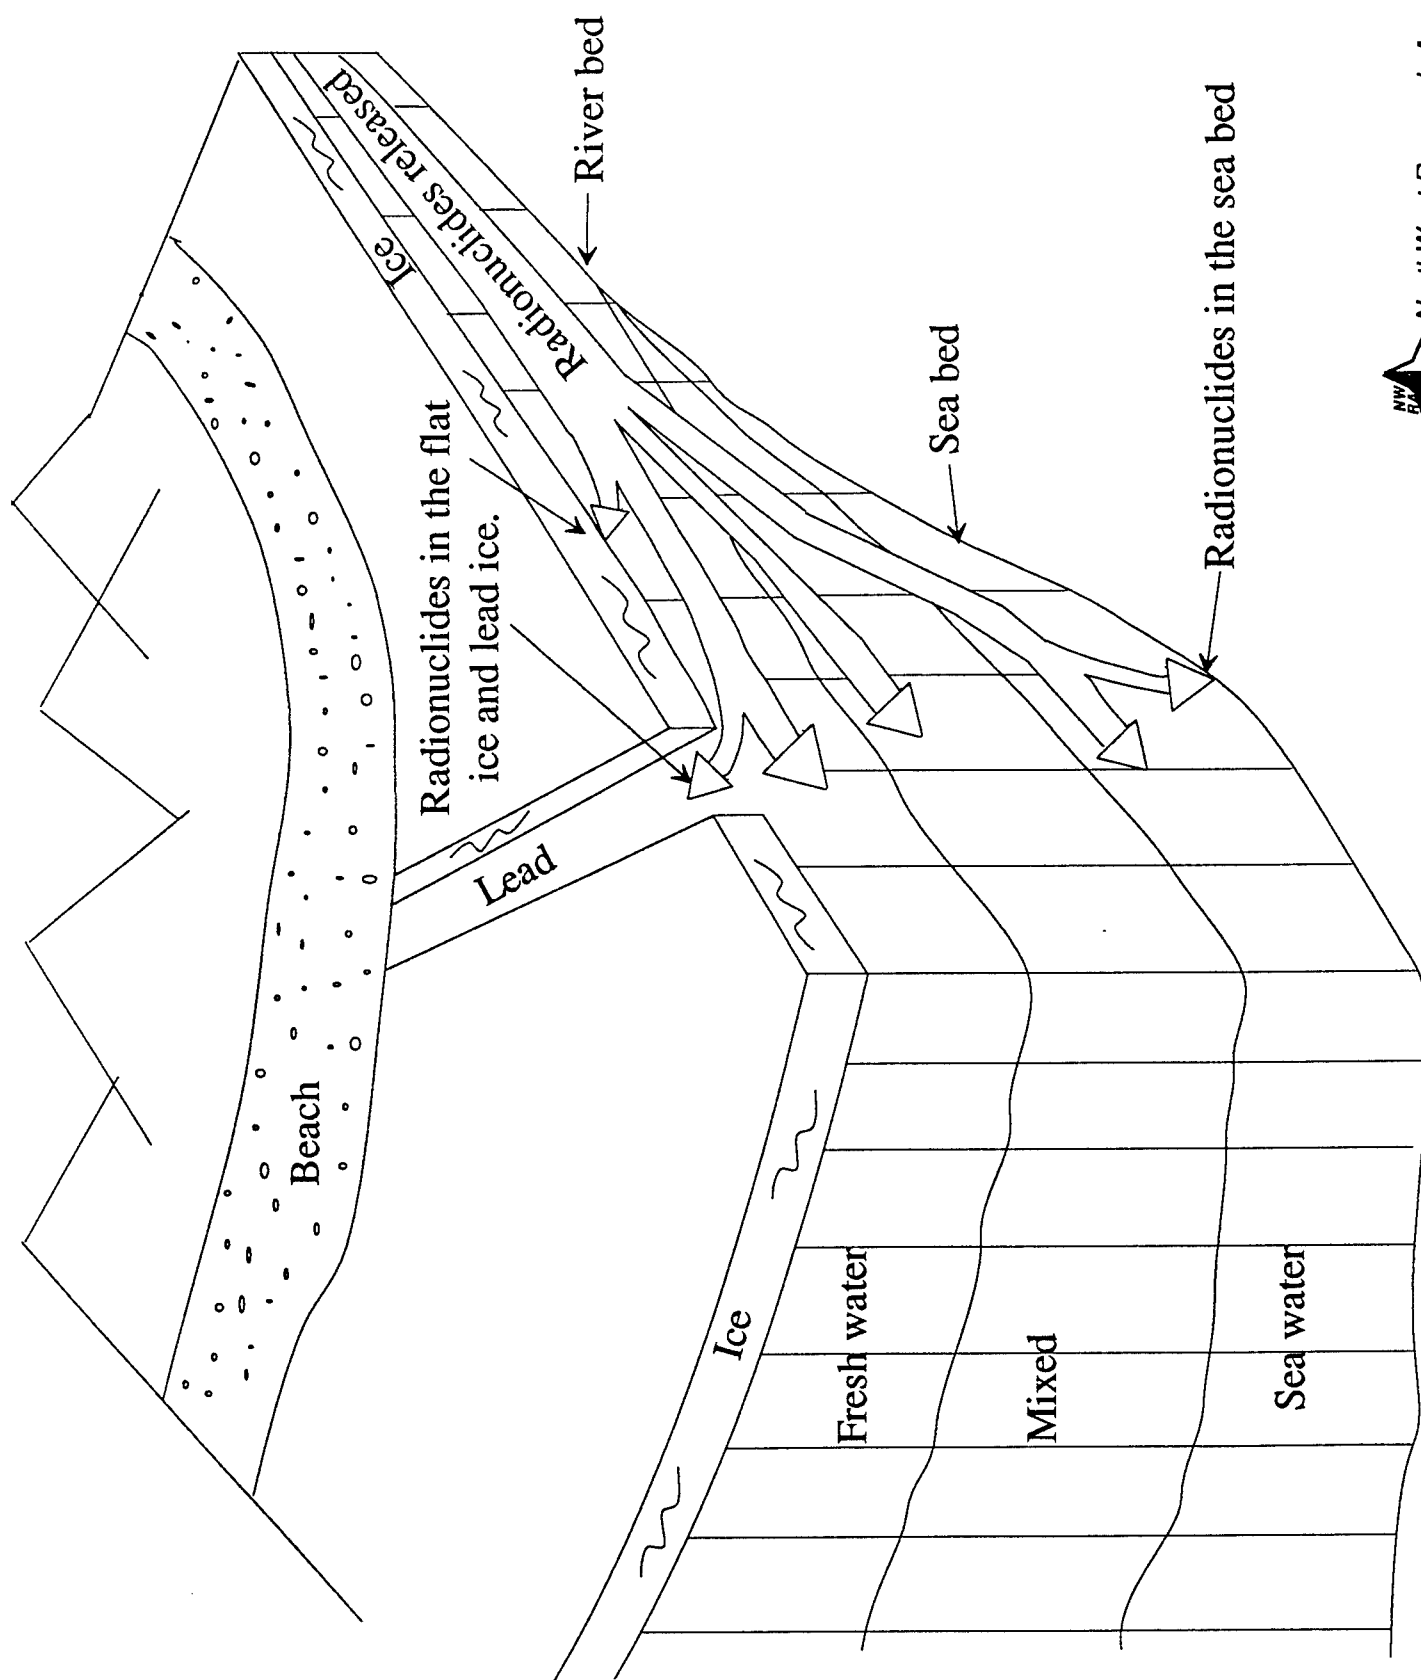 Radionuclides released
Ice
River bed
Radionuclides in the flat
ice and lead ice.
Sea bed
Radionuclides in the sea bed
Lead
Beach
Ice
Fresh water
Mixed
Sea water
NW